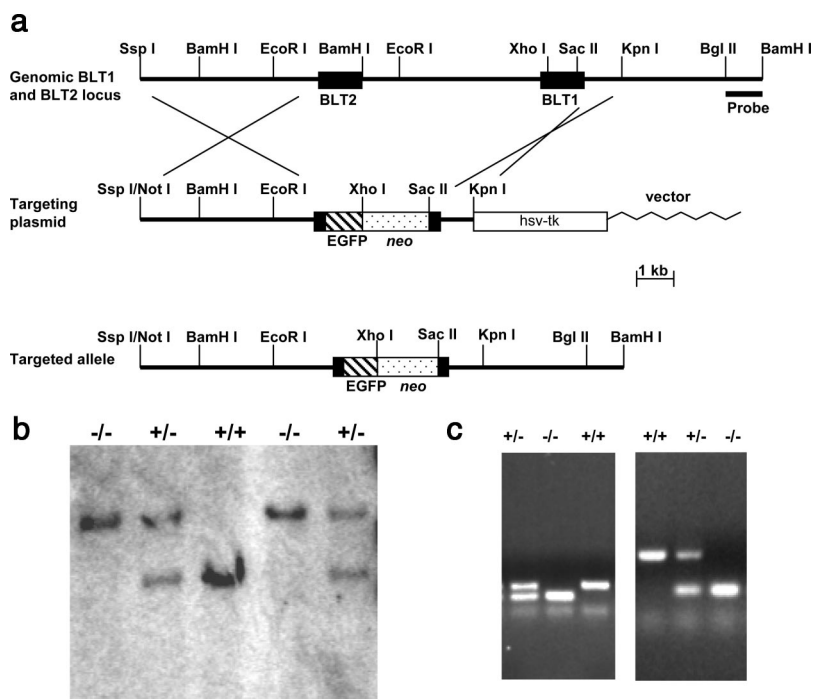 a
Ssp I BamH I EcoR I BamH I EcoR I Xho I Sac II Kpn I Bgl II BamH I
Genomic BLT1
and BLT2 locus
BLT2 BLT1 Probe
Ssp I/Not I BamH I EcoR I Xho I Sac II Kpn I vector
Targeting
plasmid
hsv-tk
EGFP neo
1 kb
Ssp I/Not I BamH I EcoR I Xho I Sac II Kpn I Bgl II BamH I
Targeted allele
EGFP neo
b
-/- +/- +/+ -/- +/-
c
+/- -/- +/+ +/+ +/- -/-